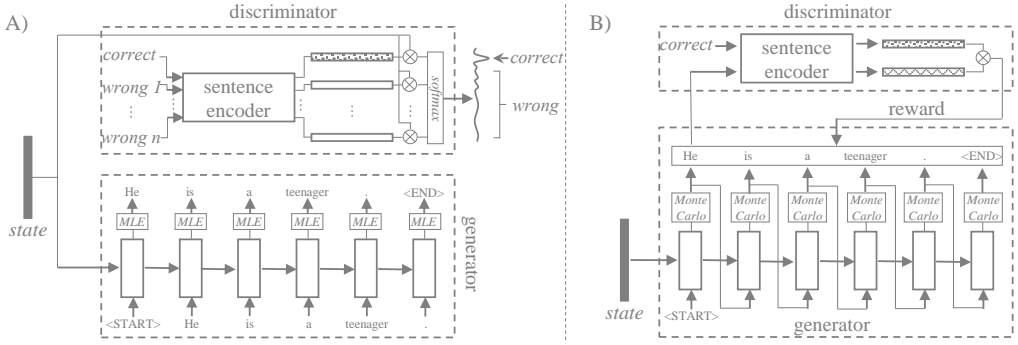 A)
discriminator
correct
wrong 1
wrong n
sentence
encoder
softmax
correct
wrong
state
He is a teenager . <END>
MLE MLE MLE MLE MLE MLE
<START> He is a teenager .
generator
B)
discriminator
correct
sentence
encoder
reward
He is a teenager . <END>
Monte Monte Monte Monte Monte Monte
Carlo Carlo Carlo Carlo Carlo Carlo
state
<START>
generator